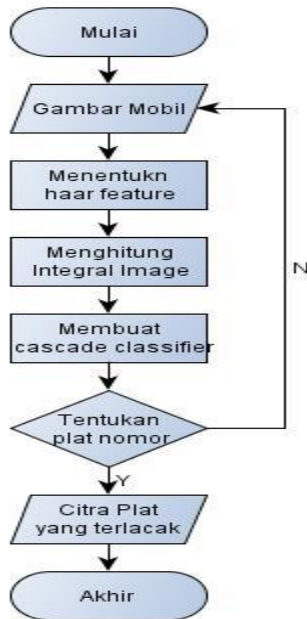 Mulai
Gambar Mobil
Menentukn
haar feature
Menghitung
Integral Image
Membuat
cascade classifier
N
Tentukan
plat nomor
Y
Citra Plat
yang terlacak
Akhir